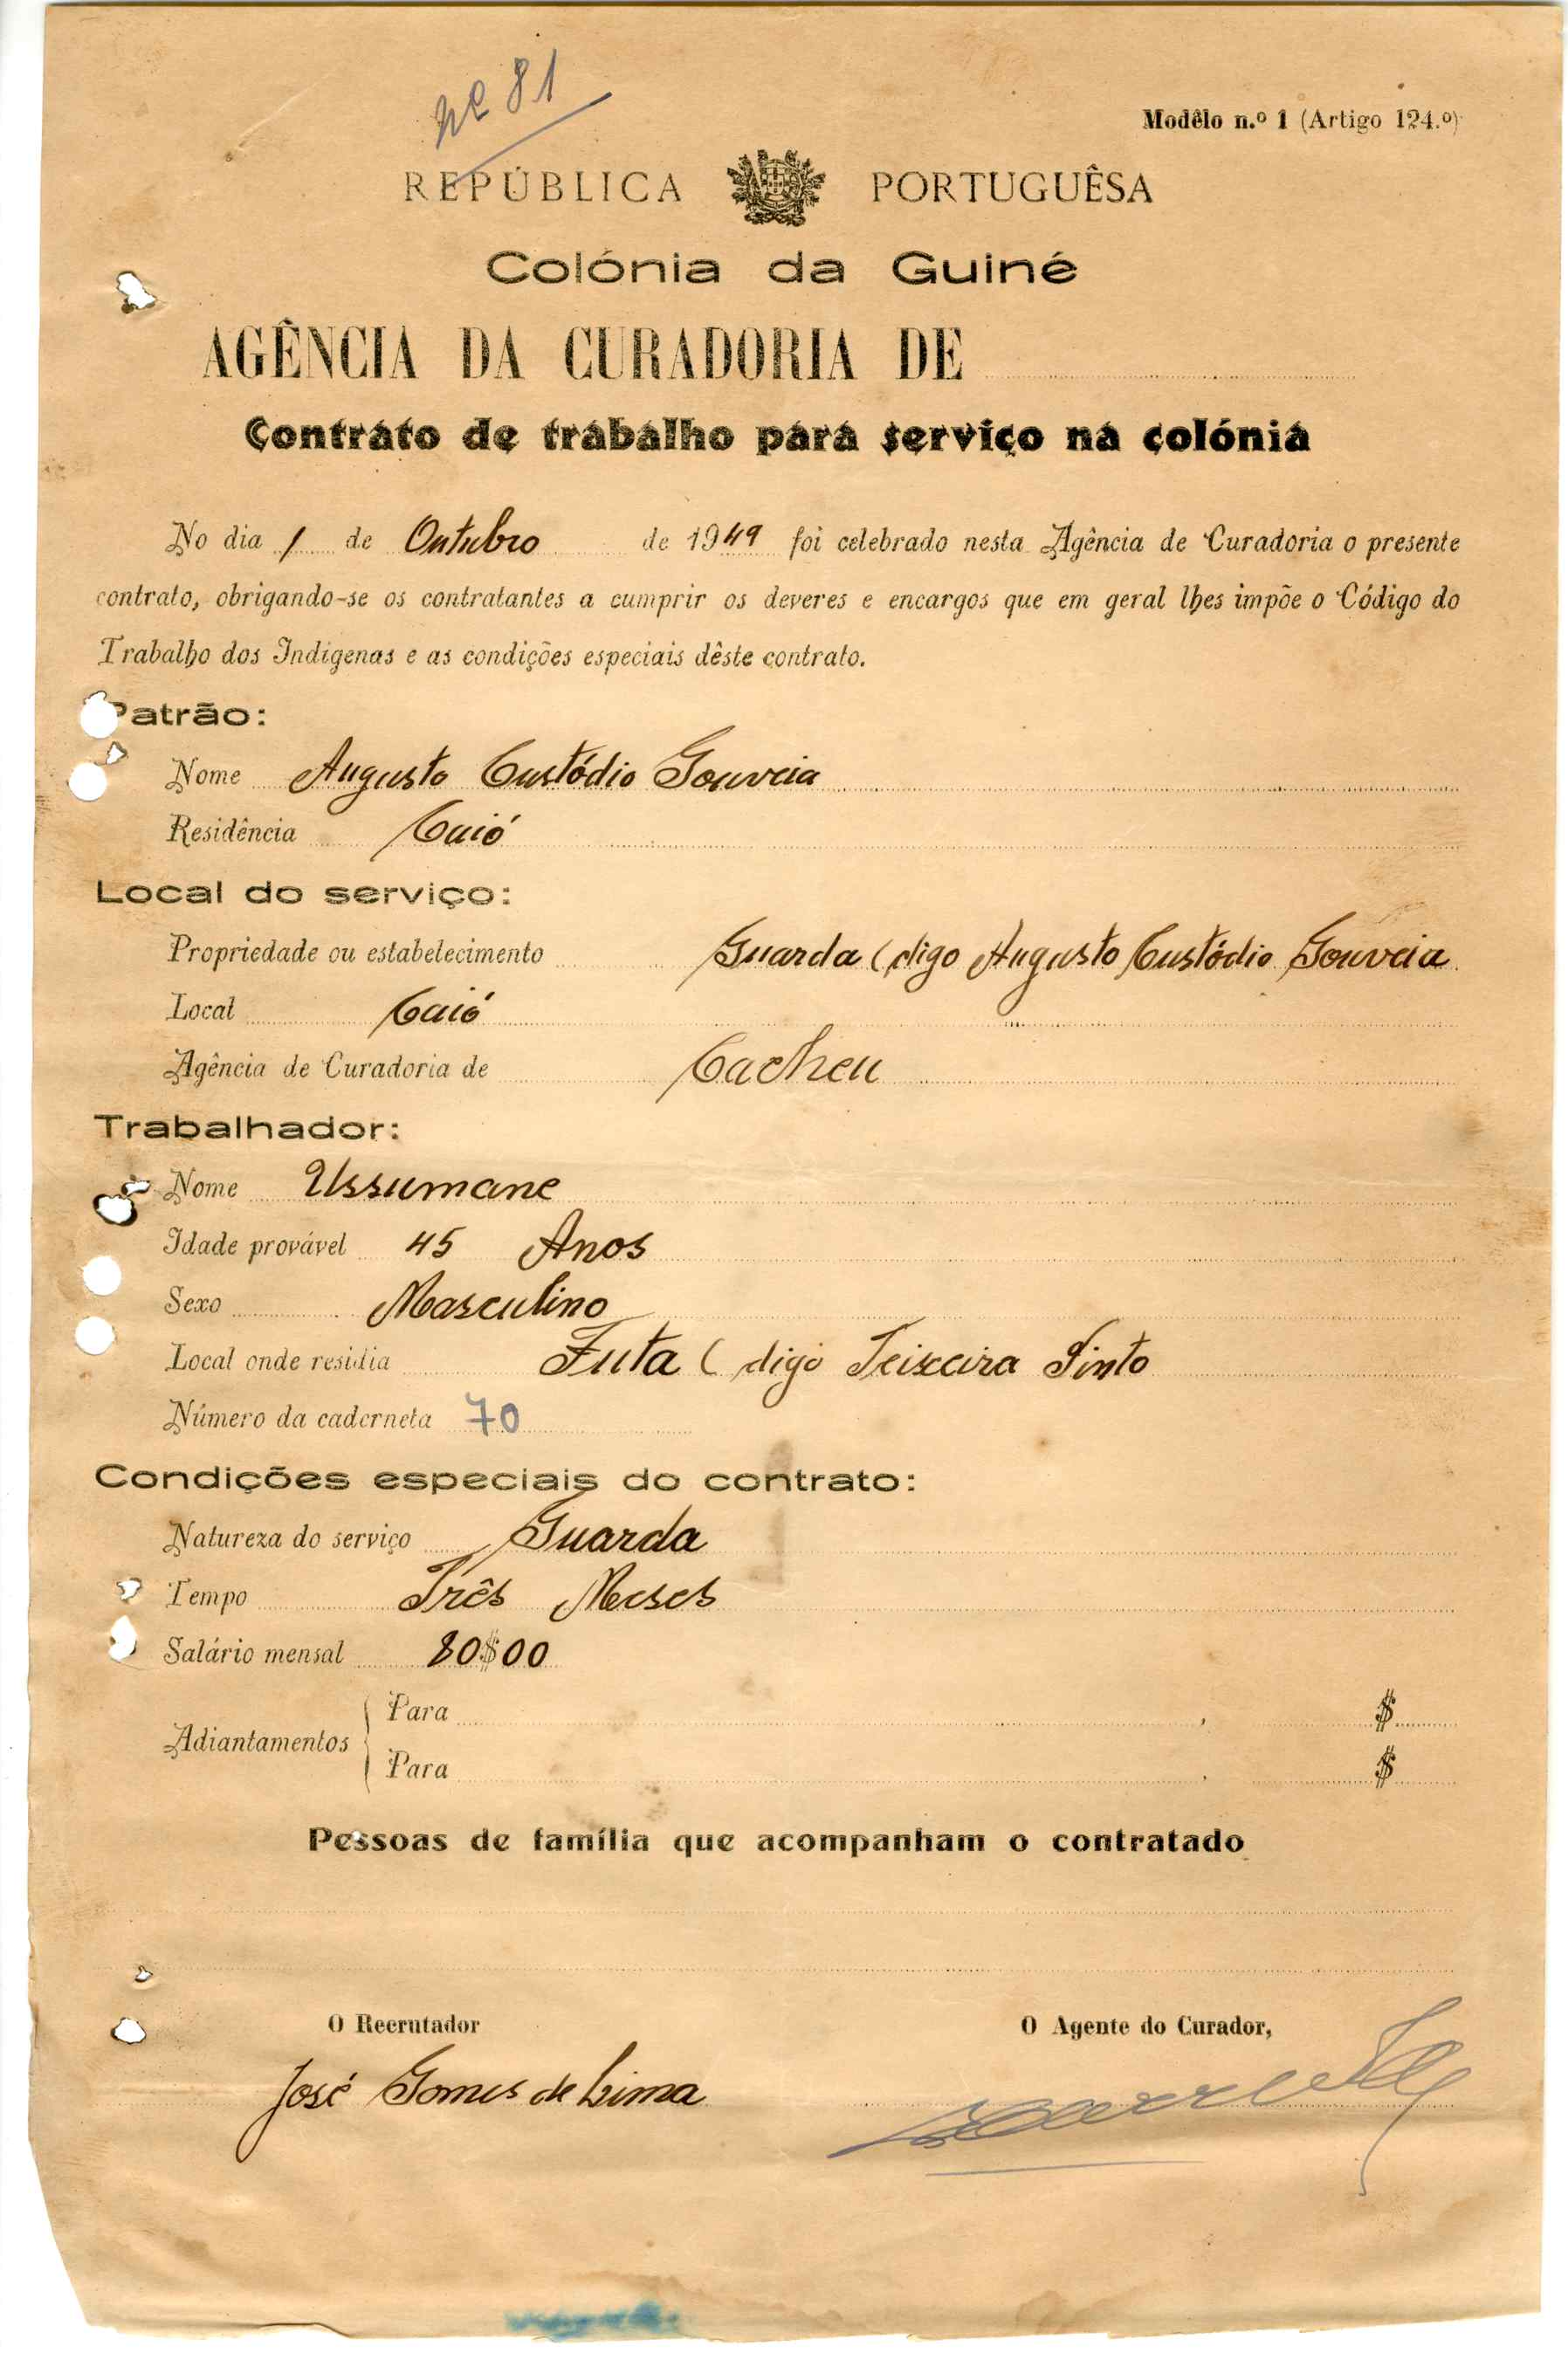 Nº 81
Modêlo n.º 1 (Artigo 124.º)
REPÚBLICA PORTUGUÊSA
Colónia da Guiné
AGÊNCIA DA CURADORIA DE
Contrato de trabalho para serviço na colónia
No dia 1 de Outubro de 1949 foi celebrado nesta Agência de Curadoria o presente
contrato, obrigando-se os contratantes a cumprir os deveres e encargos que em geral lhes impõe o Código do
Trabalho dos Indígenas e as condições especiais dêste contrato.
Patrão:
Nome Augusto Custódio Gouveia
Residência Caió
Local do serviço:
Propriedade ou estabelecimento Guarda (digo Augusto Custódio Gouveia
Local Caió
Agência de Curadoria de Cacheu
Trabalhador:
Nome Ussumane
Idade provável 45 Anos
Sexo Masculino
Local onde residia Futa (digo Teixeira Pinto
Número da caderneta 70
Condições especiais do contrato:
Natureza do serviço Guarda
Tempo Três Meses
Salário mensal 80$00
Adiantamentos
Para $
Para $
Pessoas de família que acompanham o contratado
O Recrutador O Agente do Curador,
José Gomes de Lima